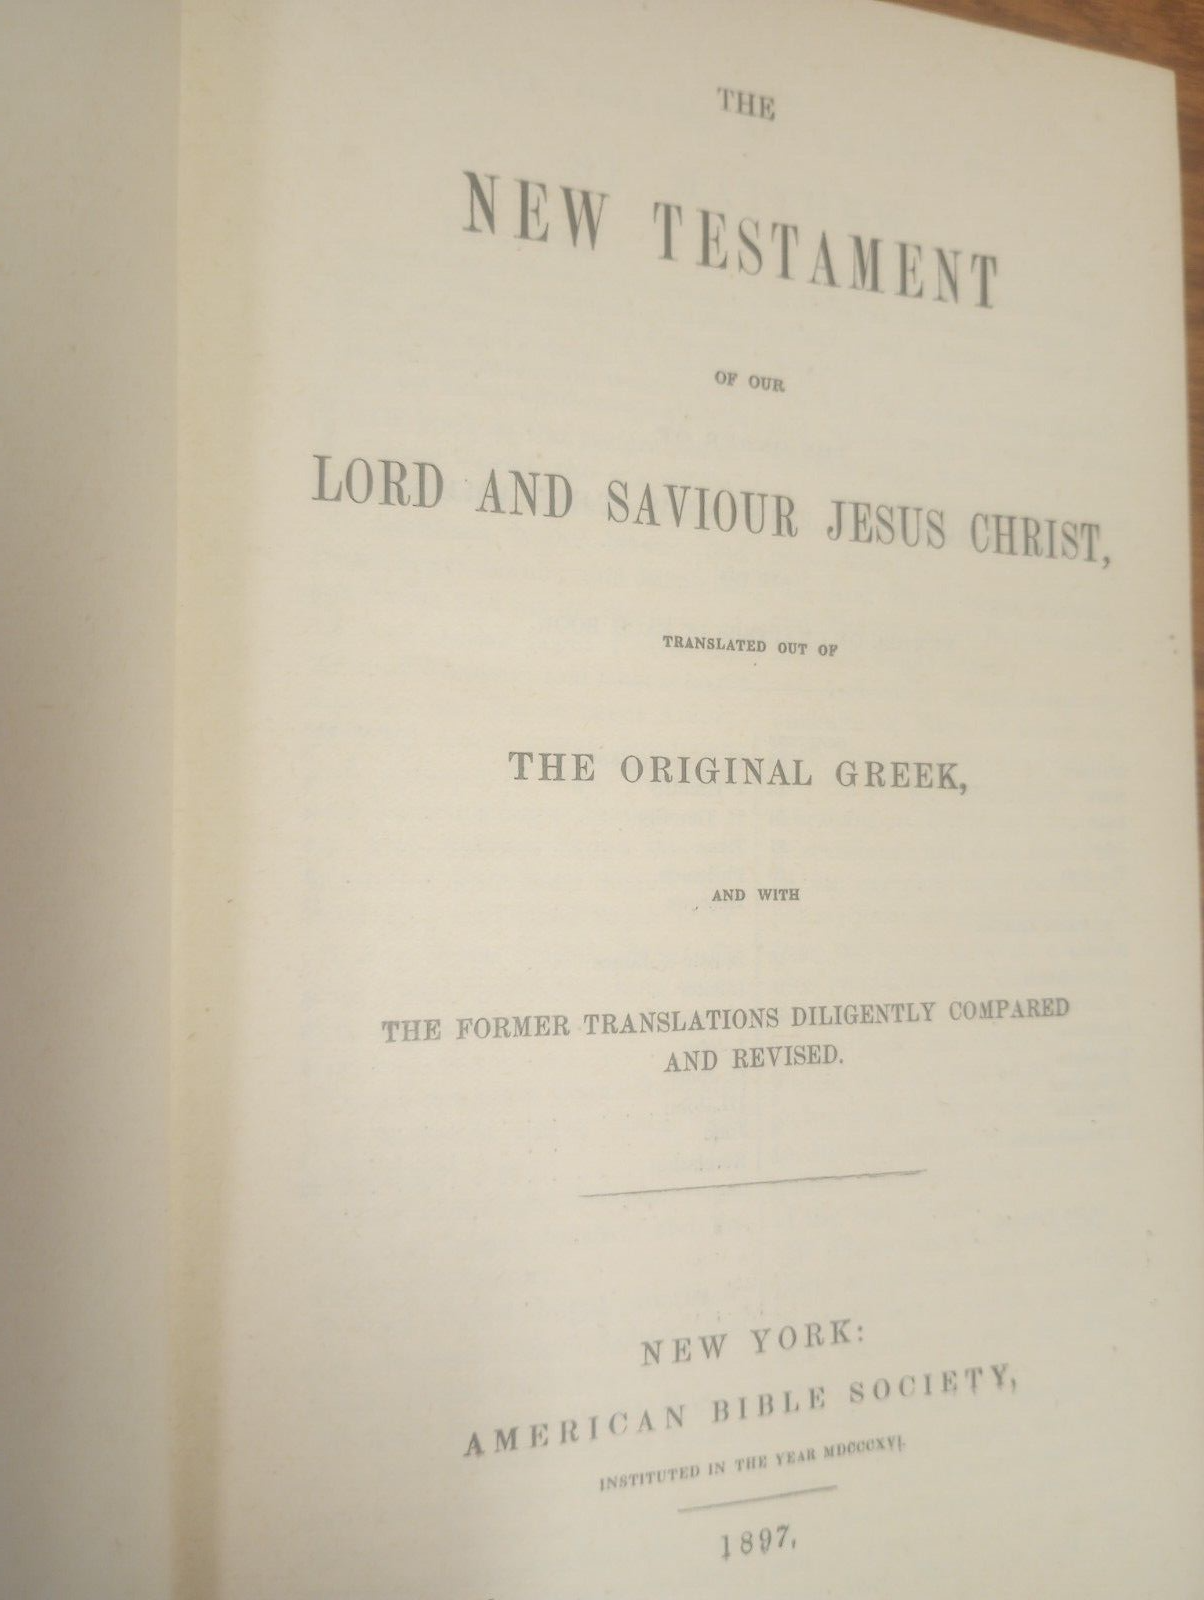 THE
NEW TESTAMENT
OF OUR
LORD AND SAVIOUR JESUS CHRIST,
TRANSLATED OUT OF
THE ORIGINAL GREEK,
AND WITH
THE FORMER TRANSLATIONS DILIGENTLY COMPARED
AND REVISED.
NEW YORK:
AMERICAN BIBLE SOCIETY,
INSTITUTED IN THE YEAR MDCCCXVI.
1897.